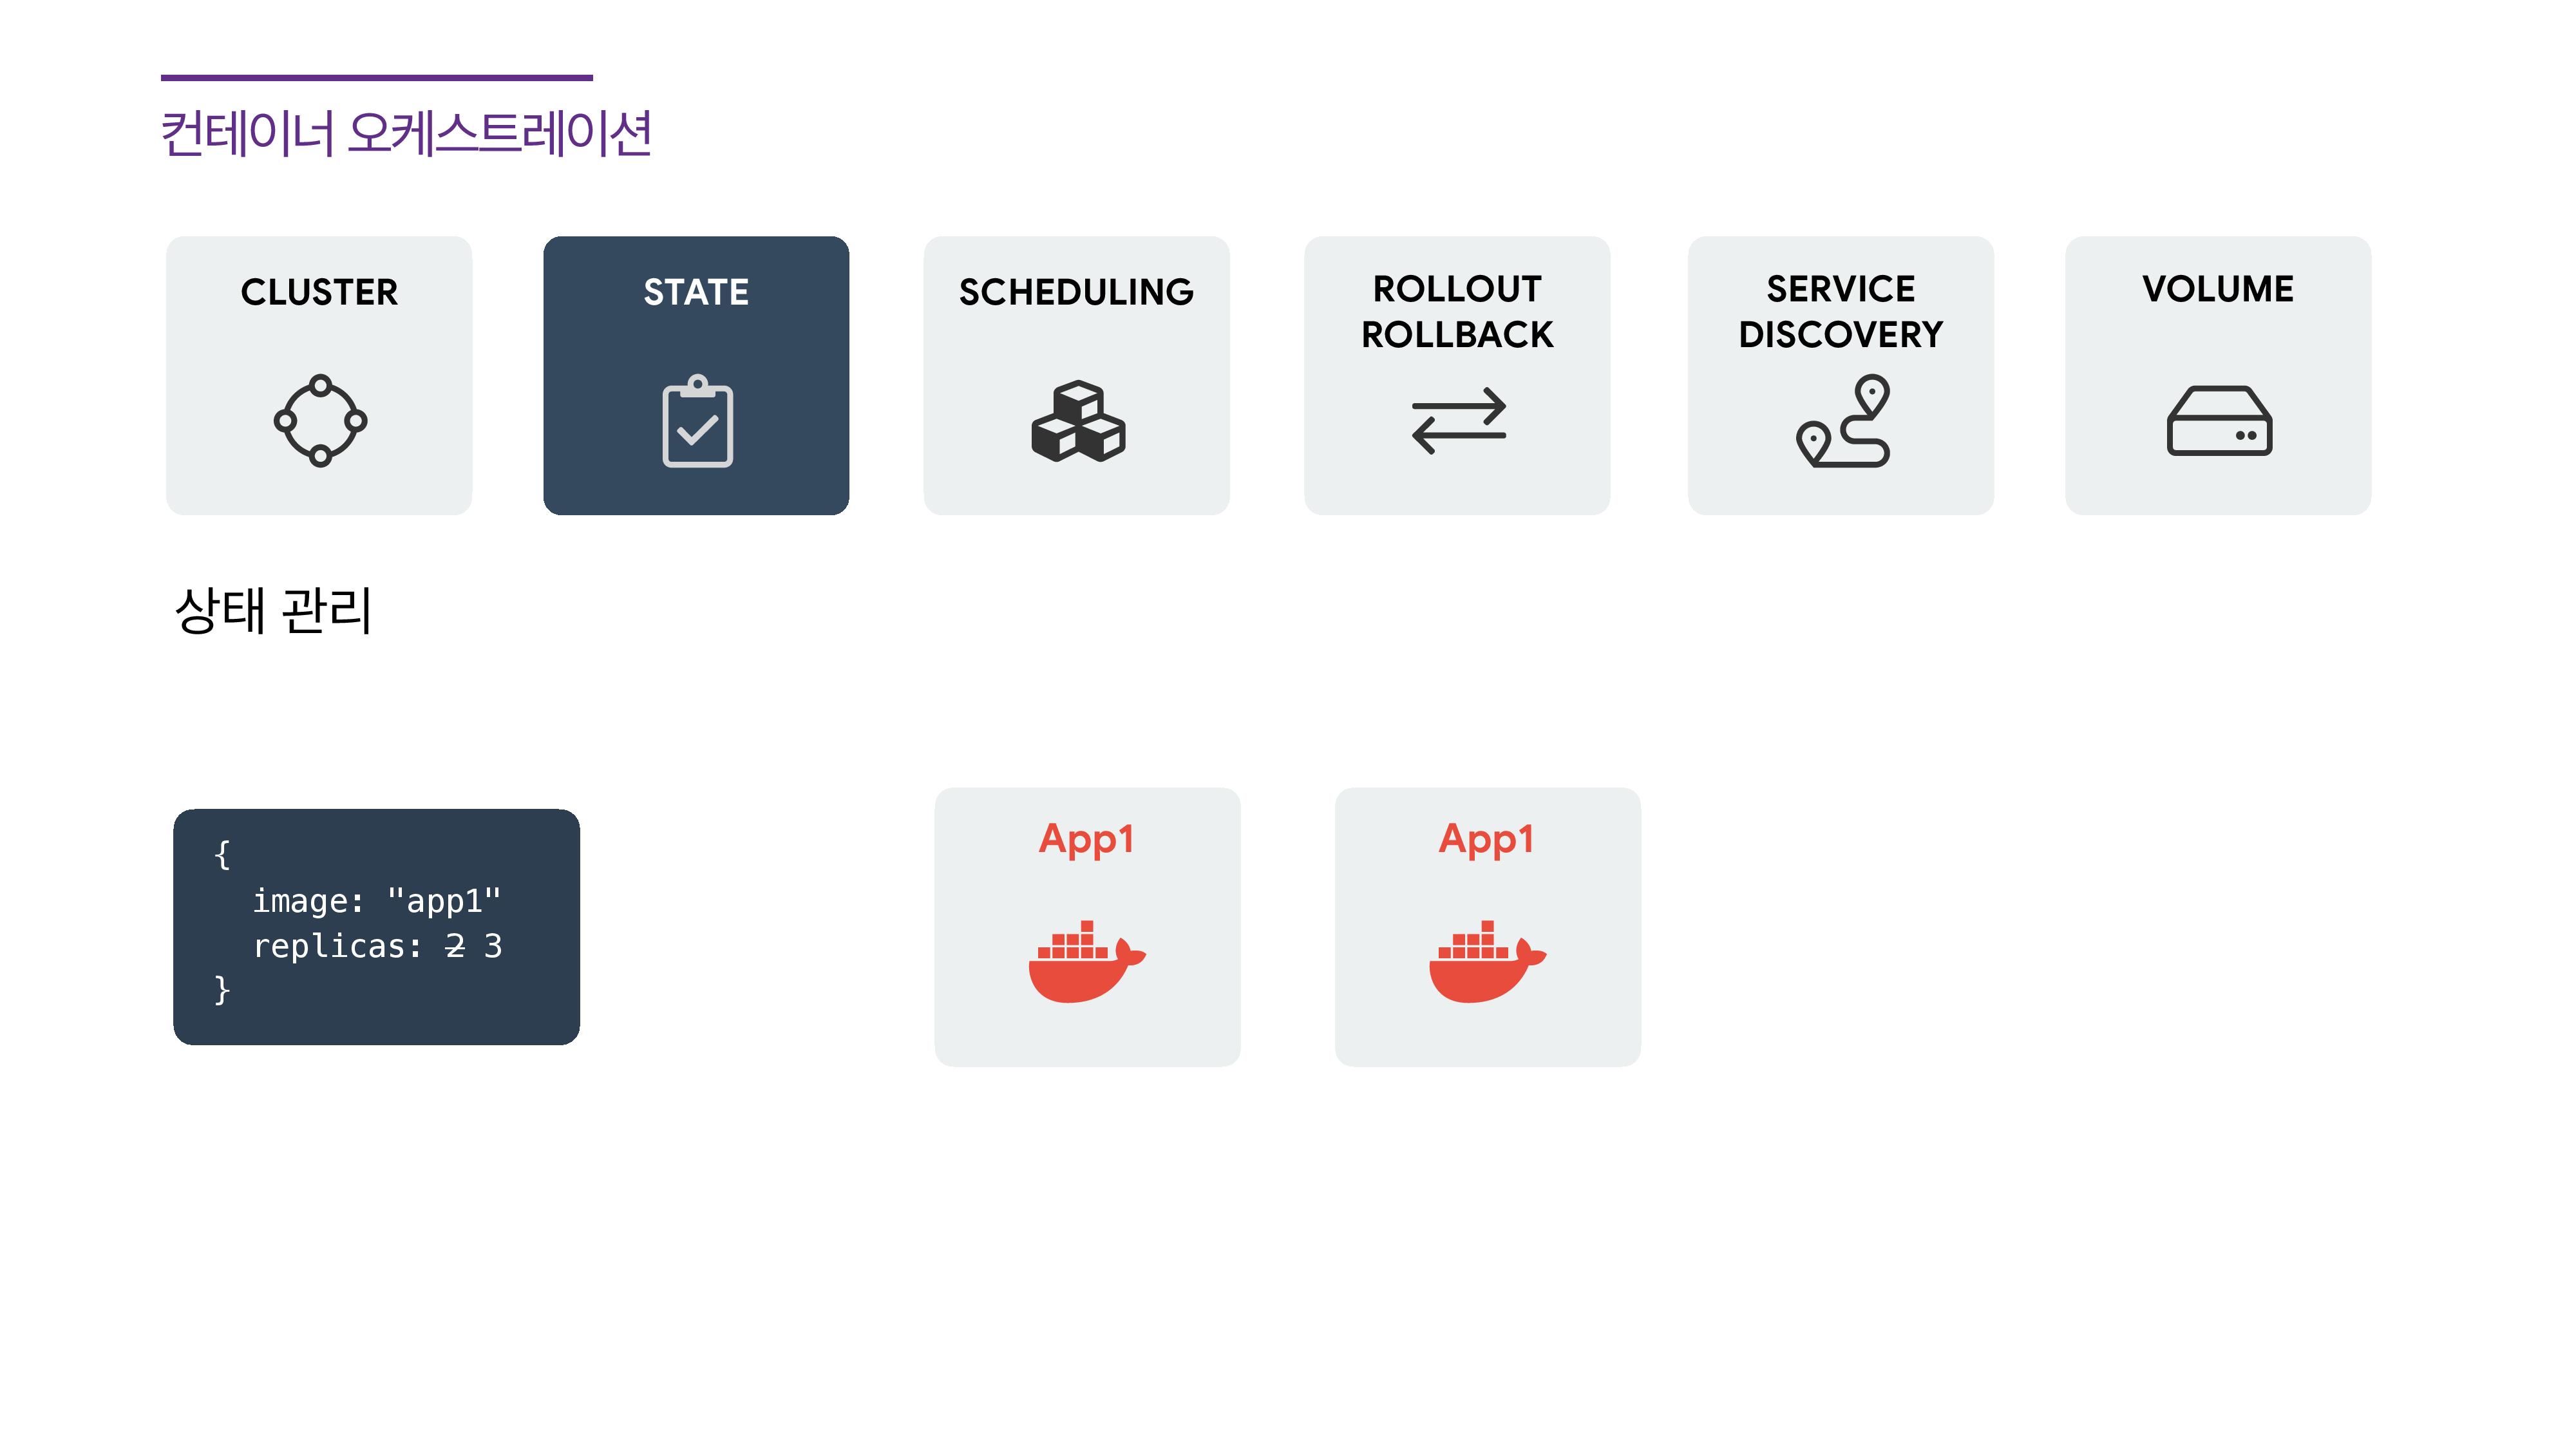 컨테이너 오케스트레이션
CLUSTER
STATE
SCHEDULING
ROLLOUT
ROLLBACK
SERVICE
DISCOVERY
VOLUME
상태 관리
{
image: "app1"
replicas: 2 3
}
App1
App1